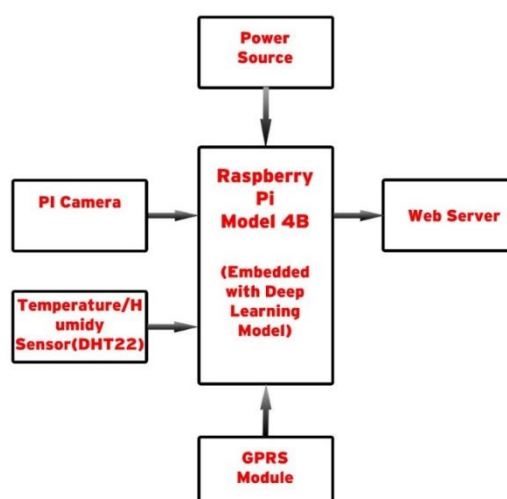 Power
Source
Raspberry
Pi
Model 4B
(Embedded
with Deep
Learning
Model)
PI Camera
Web Server
Temperature/H
umidy
Sensor(DHT22)
GPRS
Module